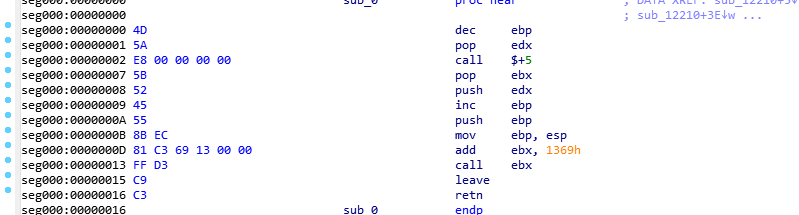 seg000:00000000 sub_0 proc near ; DATA XREF: sub_12210+5↓w
seg000:00000000 ; sub_12210+3E↓w ...
seg000:00000000 4D dec ebp
seg000:00000001 5A pop edx
seg000:00000002 E8 00 00 00 00 call $+5
seg000:00000007 5B pop ebx
seg000:00000008 52 push edx
seg000:00000009 45 inc ebp
seg000:0000000A 55 push ebp
seg000:0000000B 8B EC mov ebp, esp
seg000:0000000D 81 C3 69 13 00 00 add ebx, 1369h
seg000:00000013 FF D3 call ebx
seg000:00000015 C9 leave
seg000:00000016 C3 retn
seg000:00000016 sub_0 endp